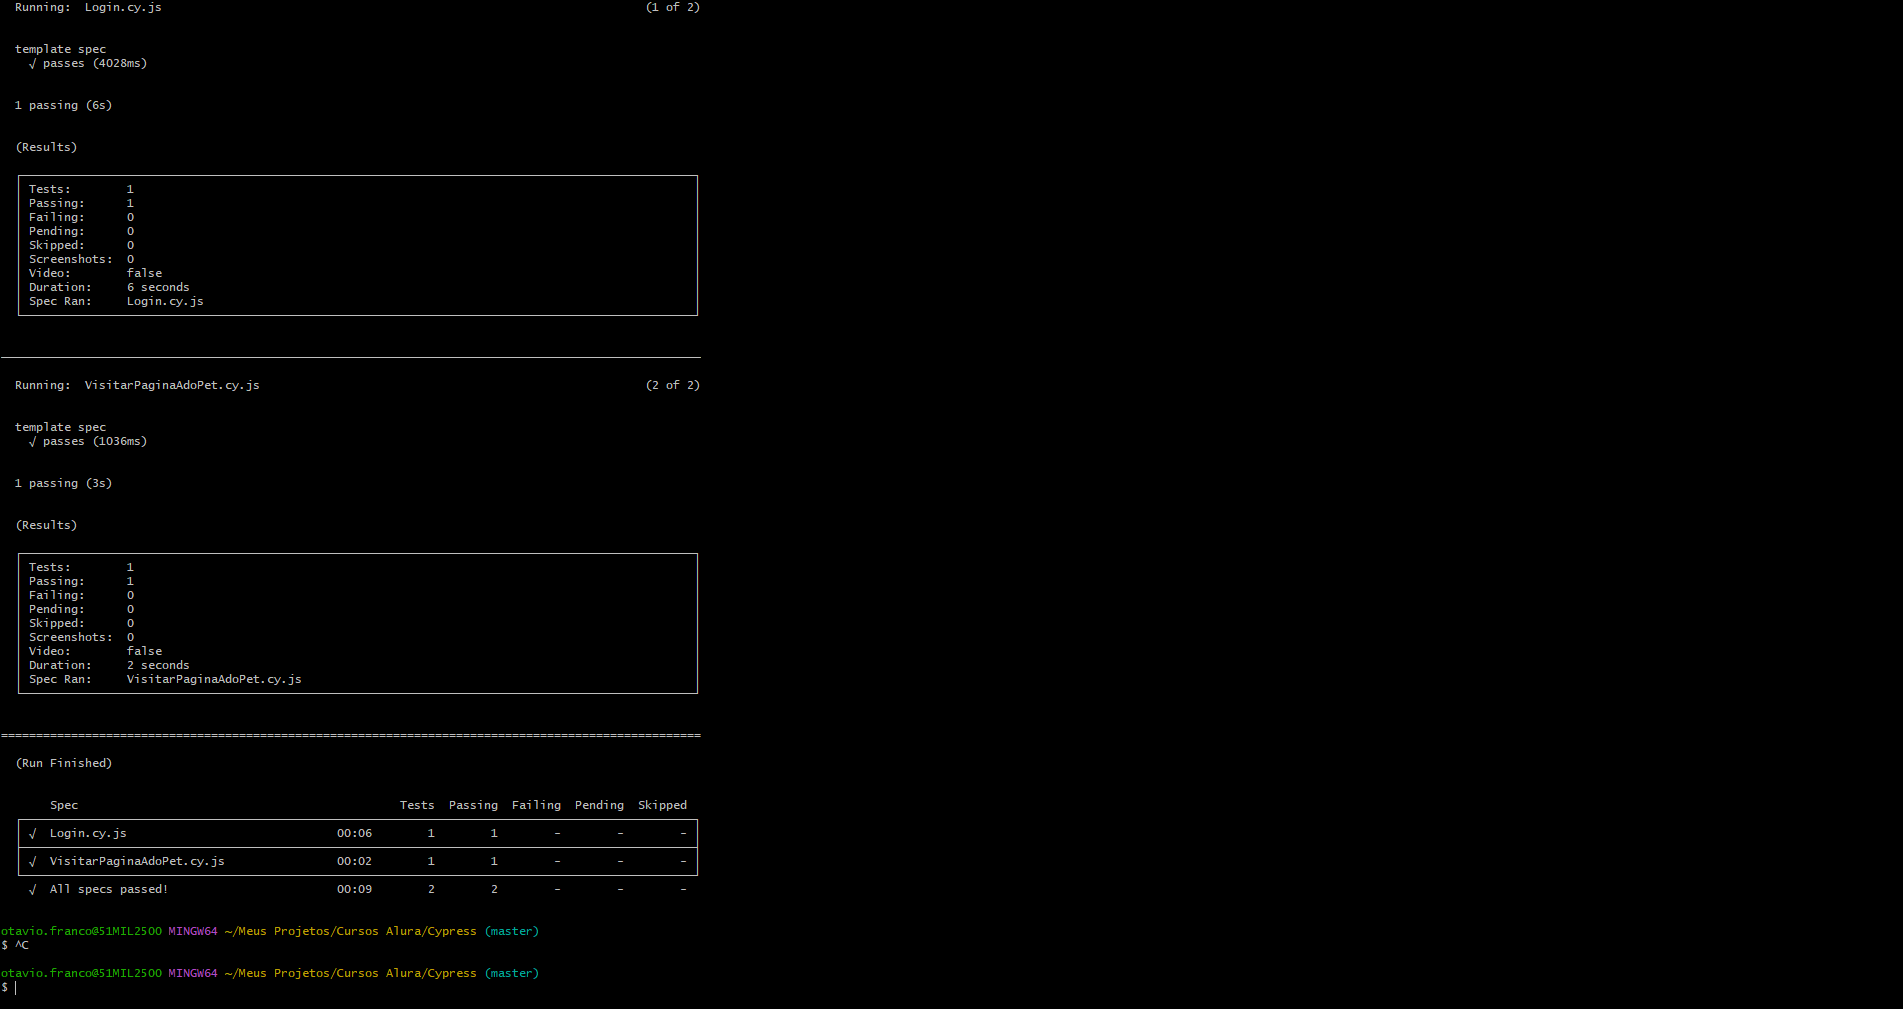 Running:  Login.cy.js (1 of 2)
template spec
√ passes (4028ms)
1 passing (6s)
(Results)
Tests: 1
Passing: 1
Failing: 0
Pending: 0
Skipped: 0
Screenshots: 0
Video: false
Duration: 6 seconds
Spec Ran: Login.cy.js
Running:  VisitarPaginaAdoPet.cy.js (2 of 2)
template spec
√ passes (1036ms)
1 passing (3s)
(Results)
Tests: 1
Passing: 1
Failing: 0
Pending: 0
Skipped: 0
Screenshots: 0
Video: false
Duration: 2 seconds
Spec Ran: VisitarPaginaAdoPet.cy.js
====================================================================================================
(Run Finished)
Spec Tests Passing Failing Pending Skipped
√ Login.cy.js 00:06 1 1 - - -
√ VisitarPaginaAdoPet.cy.js 00:02 1 1 - - -
√ All specs passed! 00:09 2 2 - - -
otavio.franco@51MIL2500 MINGW64 ~/Meus Projetos/Cursos Alura/Cypress (master)
$ ^C
otavio.franco@51MIL2500 MINGW64 ~/Meus Projetos/Cursos Alura/Cypress (master)
$